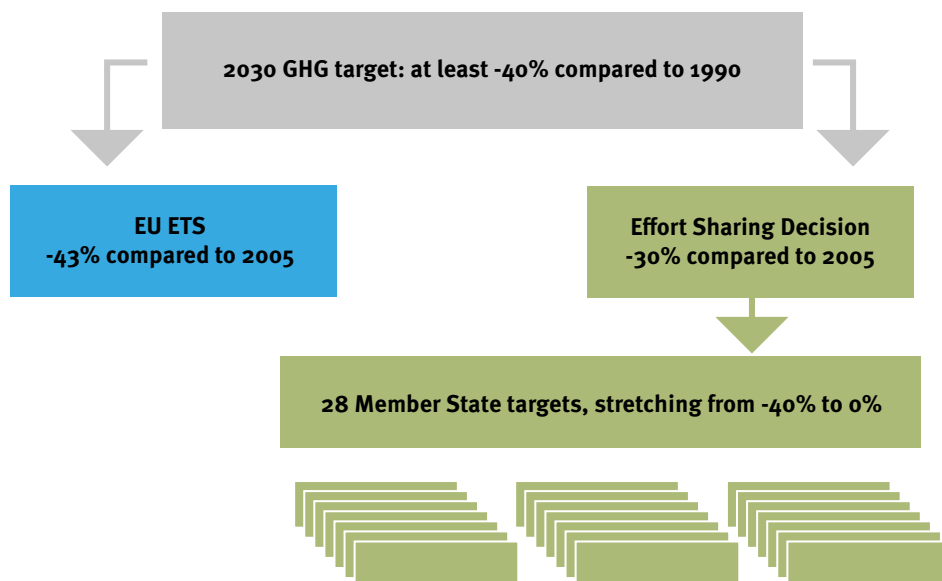 2030 GHG target: at least -40% compared to 1990
EU ETS
-43% compared to 2005
Effort Sharing Decision
-30% compared to 2005
28 Member State targets, stretching from -40% to 0%